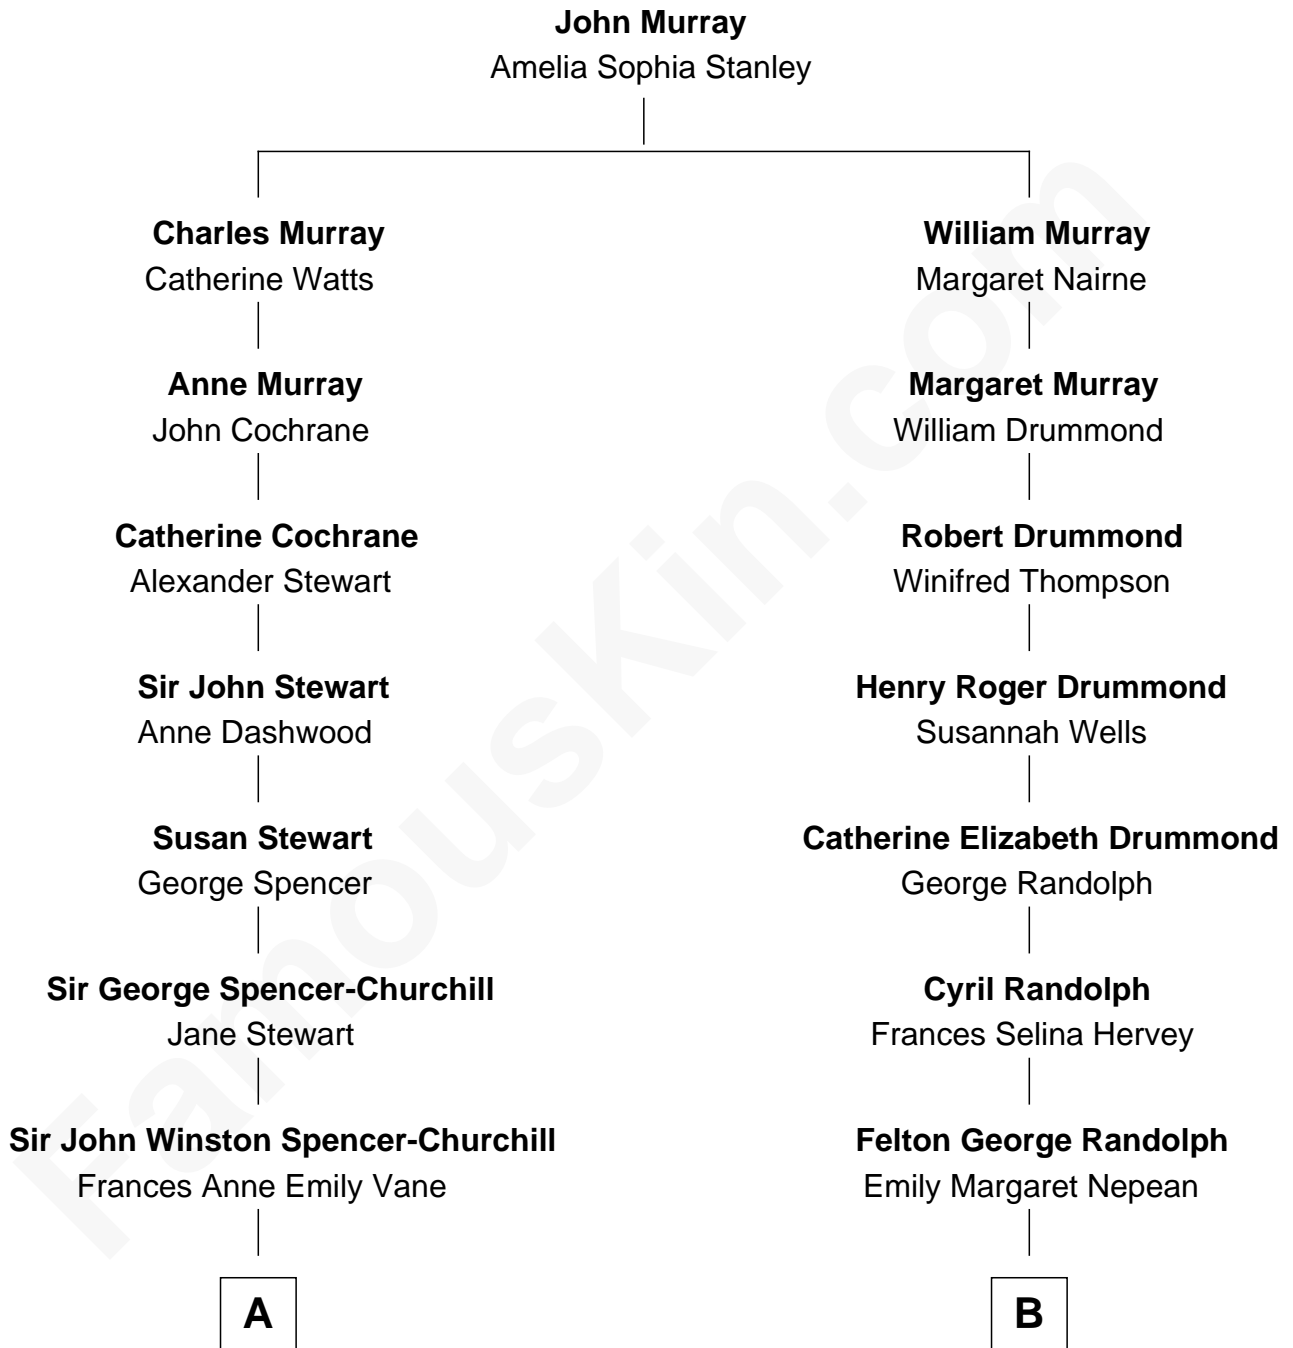 John Murray
Amelia Sophia Stanley
Charles Murray
Catherine Watts
William Murray
Margaret Nairne
Anne Murray
John Cochrane
Margaret Murray
William Drummond
Catherine Cochrane
Alexander Stewart
Robert Drummond
Winifred Thompson
Sir John Stewart
Anne Dashwood
Henry Roger Drummond
Susannah Wells
Susan Stewart
George Spencer
Catherine Elizabeth Drummond
George Randolph
Sir George Spencer-Churchill
Jane Stewart
Cyril Randolph
Frances Selina Hervey
Sir John Winston Spencer-Churchill
Frances Anne Emily Vane
Felton George Randolph
Emily Margaret Nepean
A
B
FamousKin.com